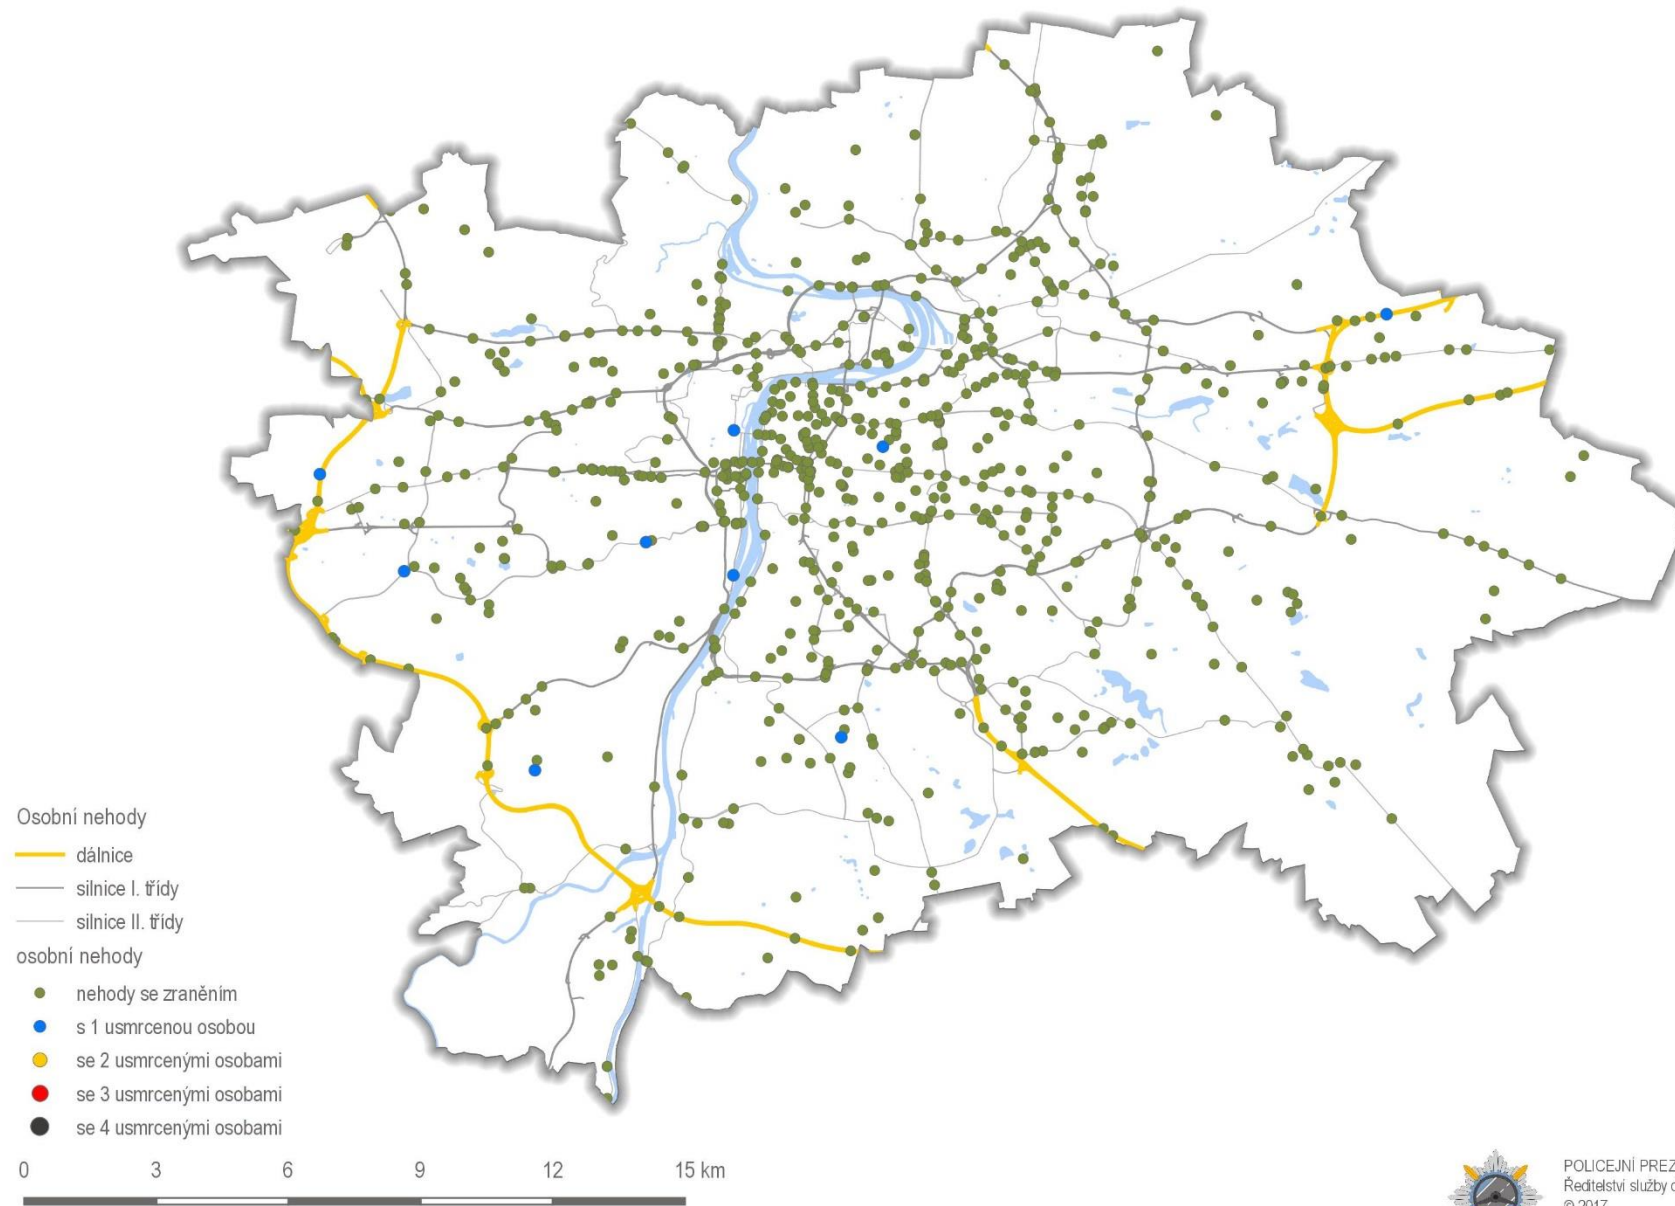 Osobní nehody
dálnice
silnice I. třídy
silnice II. třídy
osobní nehody
nehody se zraněním
s 1 usmrcenou osobou
se 2 usmrcenými osobami
se 3 usmrcenými osobami
se 4 usmrcenými osobami
0 3 6 9 12 15 km
POLICEJNÍ PREZ
Ředitelství služby
© 2017